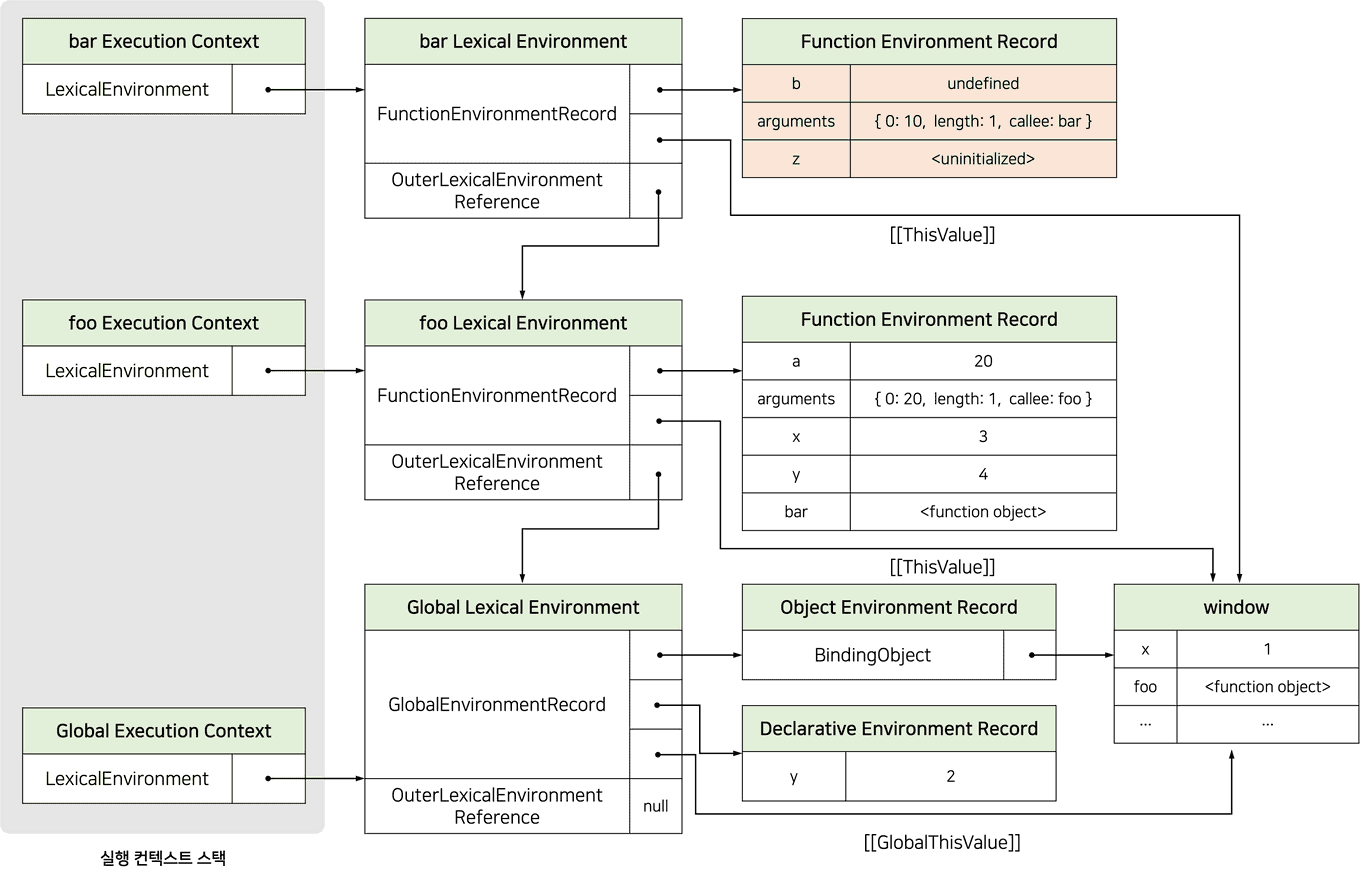 bar Execution Context
LexicalEnvironment
bar Lexical Environment
FunctionEnvironmentRecord
OuterLexicalEnvironment
Reference
Function Environment Record
b undefined
arguments { 0: 10, length: 1, callee: bar }
z <uninitialized>
[[ThisValue]]
foo Execution Context
LexicalEnvironment
foo Lexical Environment
FunctionEnvironmentRecord
OuterLexicalEnvironment
Reference
Function Environment Record
a 20
arguments { 0: 20, length: 1, callee: foo }
x 3
y 4
bar <function object>
[[ThisValue]]
Global Execution Context
LexicalEnvironment
Global Lexical Environment
GlobalEnvironmentRecord
OuterLexicalEnvironment
Reference
null
Object Environment Record
BindingObject
Declarative Environment Record
y 2
window
x 1
foo <function object>
... ...
[[GlobalThisValue]]
실행 컨텍스트 스택